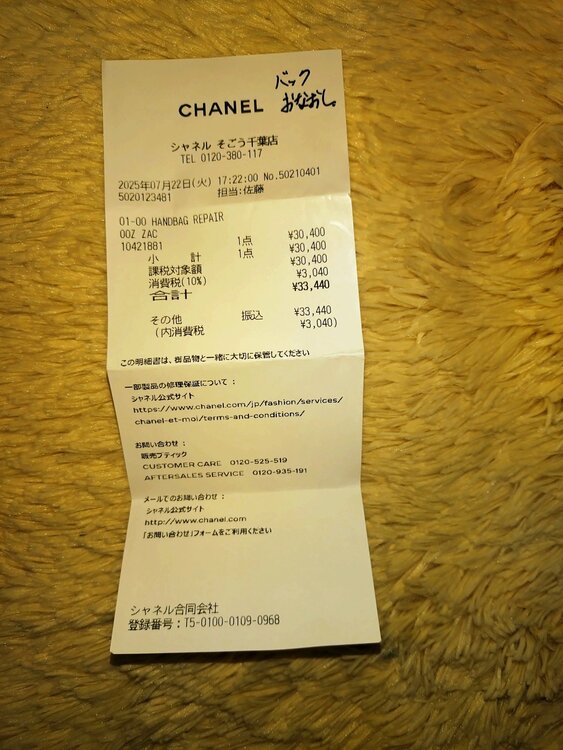 バック
おなおし。
CHANEL
シャネル そごう千葉店
TEL 0120-380-117
2025年07月22日(火) 17:22:00 No.50210401
5020123481 担当:佐藤
01-00 HANDBAG REPAIR
00Z ZAC ¥30,400
10421881 1点 ¥30,400
小 計 1点 ¥30,400
課税対象額 ¥3,040
消費税(10%) ¥33,440
合計
その他 振込 ¥33,440
(内消費税 ¥3,040)
この明細書は、御品物と一緒に大切に保管してください
一部製品の修理保証について :
シャネル公式サイト
https://www.chanel.com/jp/fashion/services/
chanel-et-moi/terms-and-conditions/
お問い合わせ :
販売ブティック
CUSTOMER CARE 0120-525-519
AFTERSALES SERVICE 0120-935-191
メールでのお問い合わせ :
シャネル公式サイト
http://www.chanel.com
「お問い合わせ」フォームをご利用ください
シャネル合同会社
登録番号 : T5-0100-0109-0968